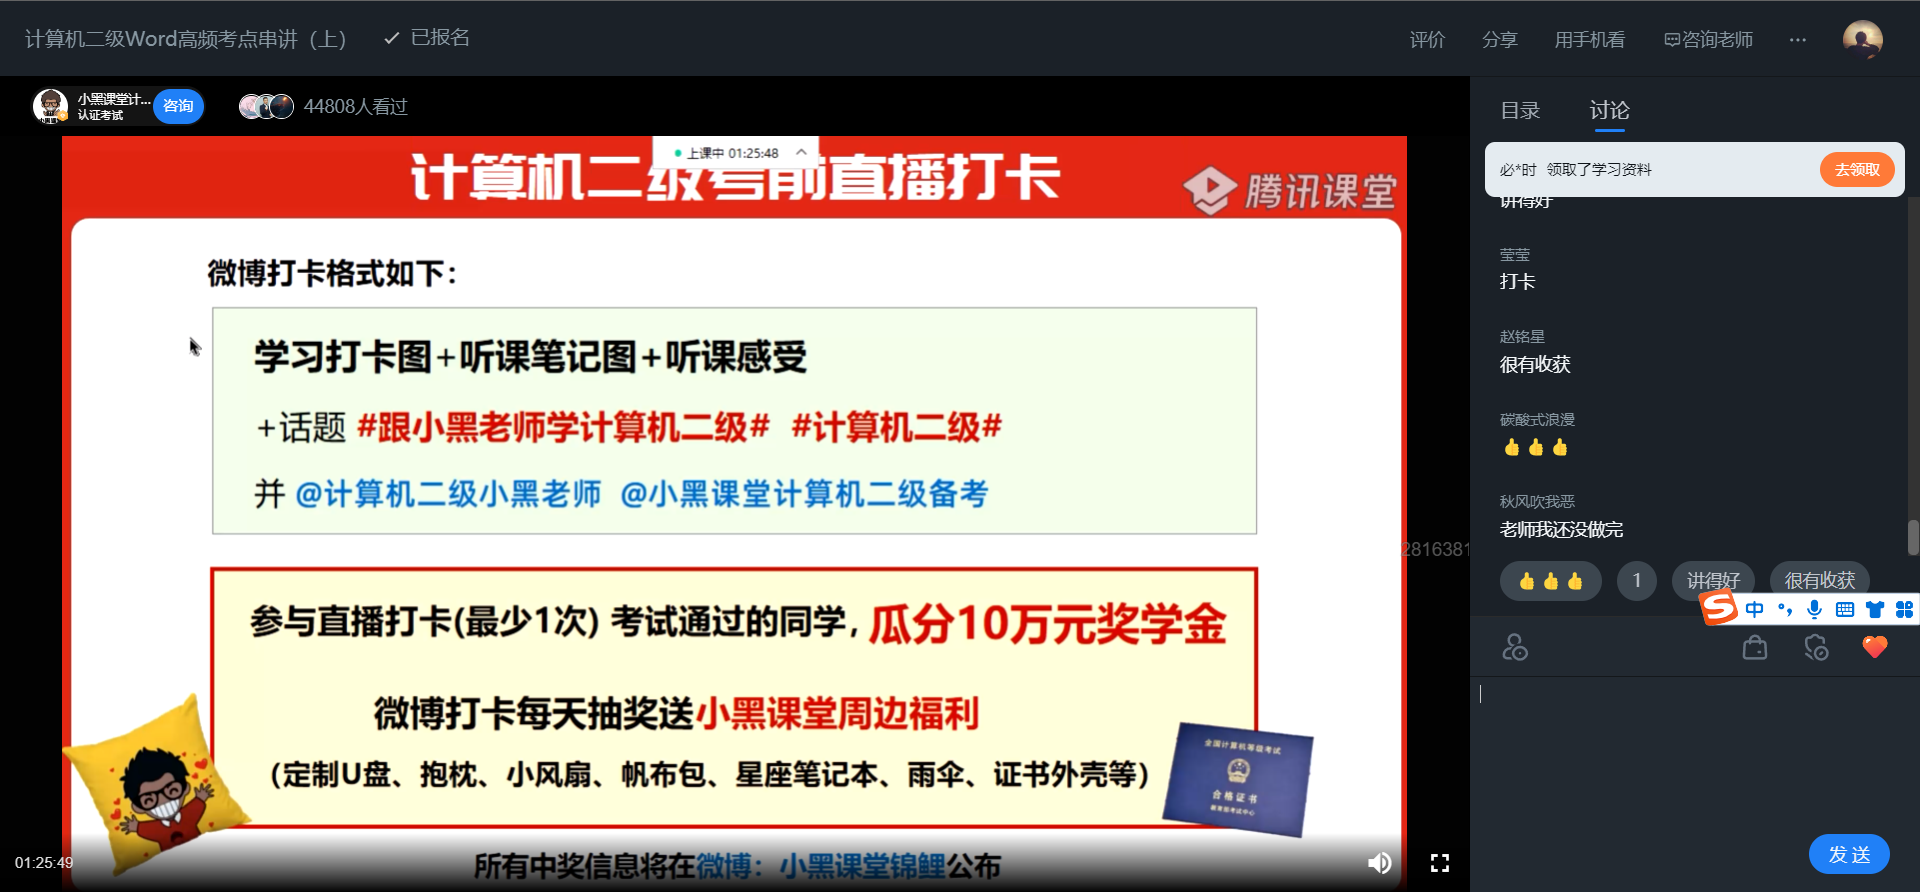 计算机二级Word高频考点串讲（上）
已报名
评价
分享
用手机看
咨询老师
小黑课堂计...
认证考试
咨询
44808人看过
目录
讨论
上课中 01:25:48
计算机二级考前直播打卡
腾讯课堂
必*时 领取了学习资料
去领取
讲得好
微博打卡格式如下：
莹莹
打卡
学习打卡图+听课笔记图+听课感受
赵铭星
很有收获
+话题 #跟小黑老师学计算机二级# #计算机二级#
碳酸式浪漫
👍👍👍
并 @计算机二级小黑老师 @小黑课堂计算机二级备考
秋风吹我恶
老师我还没做完
2816381
👍👍👍
1
讲得好
很有收获
中
参与直播打卡(最少1次) 考试通过的同学，瓜分10万元奖学金
微博打卡每天抽奖送小黑课堂周边福利
（定制U盘、抱枕、小风扇、帆布包、星座笔记本、雨伞、证书外壳等）
全国计算机等级考试
合格证书
所有中奖信息将在微博：小黑课堂锦鲤公布
01:25:49
发送